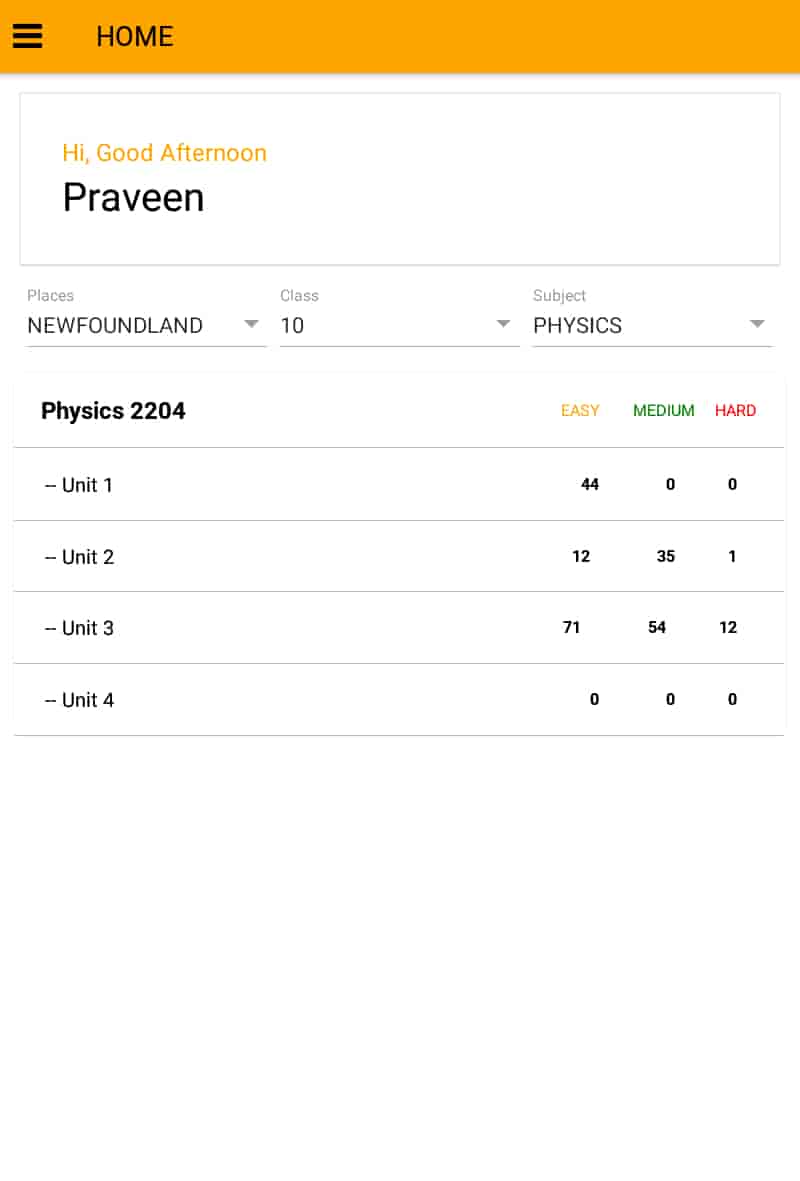 HOME
Hi, Good Afternoon
Praveen
Places Class Subject
NEWFOUNDLAND 10 PHYSICS
Physics 2204 EASY MEDIUM HARD
-- Unit 1 44 0 0
-- Unit 2 12 35 1
-- Unit 3 71 54 12
-- Unit 4 0 0 0